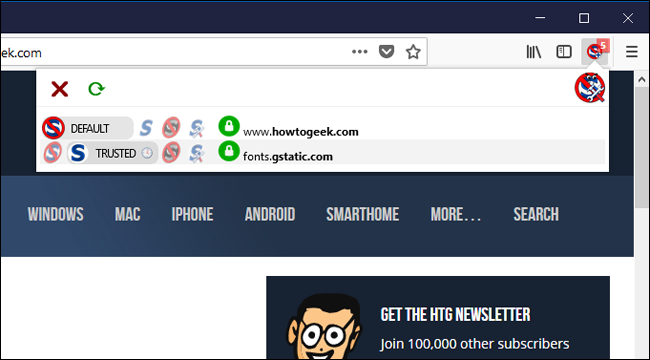 ek.com
5
DEFAULT www.howtogeek.com
TRUSTED fonts.gstatic.com
WINDOWS MAC IPHONE ANDROID SMARTHOME MORE... SEARCH
GET THE HTG NEWSLETTER
Join 100,000 other subscribers